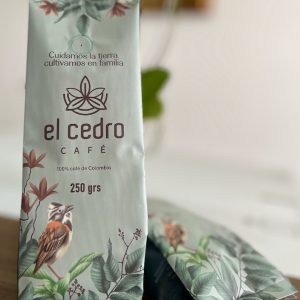 Cuidamos la tierra,
cultivamos en familia
el cedro
CAFÉ
100% café de Colombia
250 grs